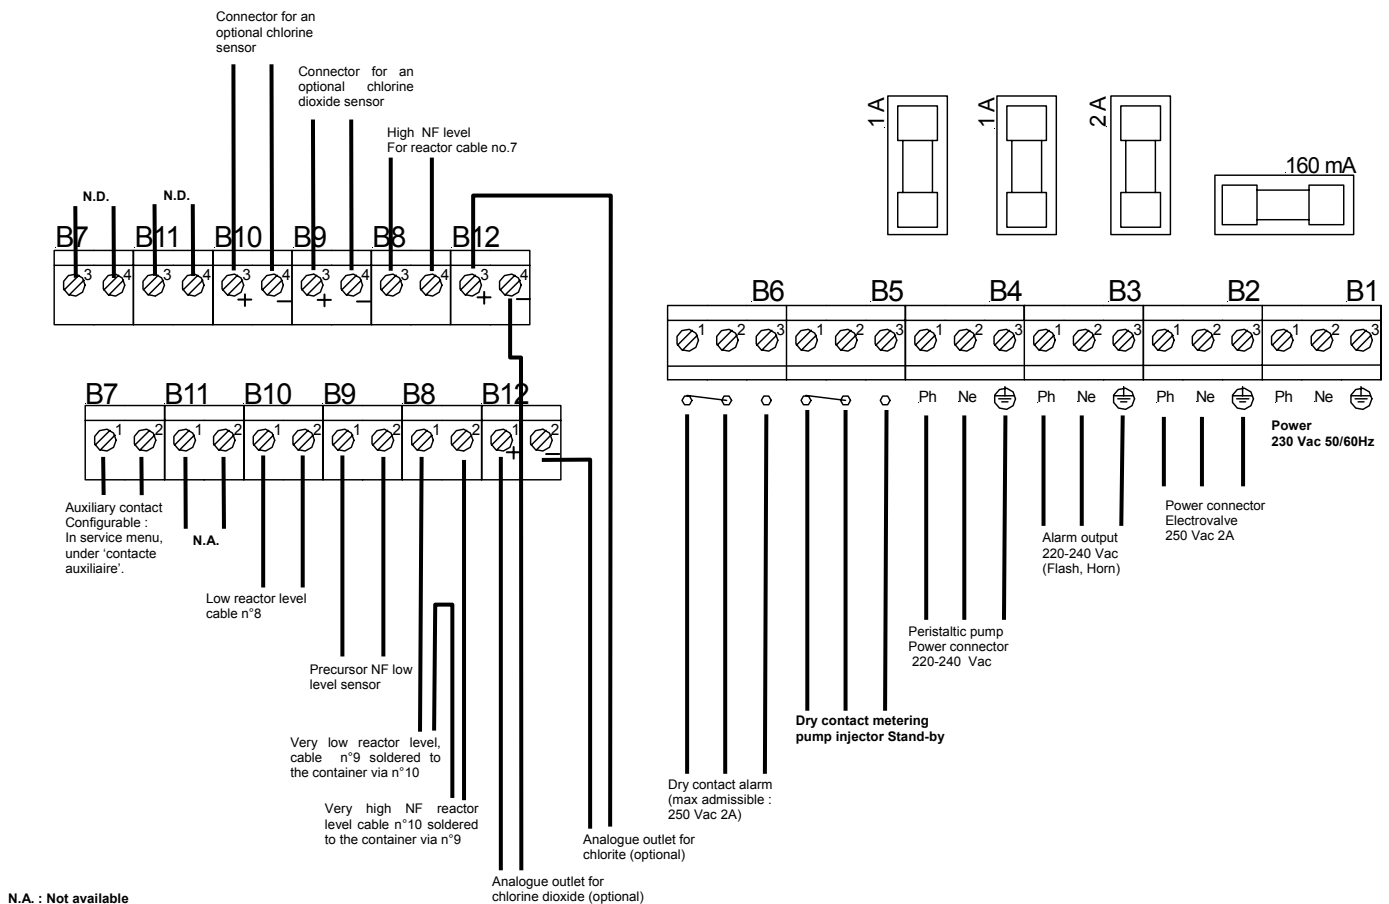 Connector for an
optional chlorine
sensor
Connector for an
optional chlorine
dioxide sensor
High NF level
For reactor cable no.7
N.D.
N.D.
B7 B11 B10 B9 B8 B12
3 4 3 4 3 4 3 4 3 4 3 4
+ − + − + −
B7 B11 B10 B9 B8 B12
1 2 1 2 1 2 1 2 1 2 1 2
+ −
Auxiliary contact
Configurable :
In service menu,
under ‘contacte
auxiliaire’.
N.A.
Low reactor level
cable n°8
Precursor NF low
level sensor
Very low reactor level,
cable n°9 soldered to
the container via n°10
Very high NF reactor
level cable n°10 soldered
to the container via n°9
Analogue outlet for
chlorite (optional)
Analogue outlet for
chlorine dioxide (optional)
N.A. : Not available
1 A
1 A
2 A
160 mA
B6 B5 B4 B3 B2 B1
1 2 3 1 2 3 1 2 3 1 2 3 1 2 3 1 2 3
Ph Ne Ph Ne Ph Ne Ph Ne
Power
230 Vac 50/60Hz
Power connector
Electrovalve
250 Vac 2A
Alarm output
220-240 Vac
(Flash, Horn)
Peristaltic pump
Power connector
220-240 Vac
Dry contact metering
pump injector Stand-by
Dry contact alarm
(max admissible :
250 Vac 2A)